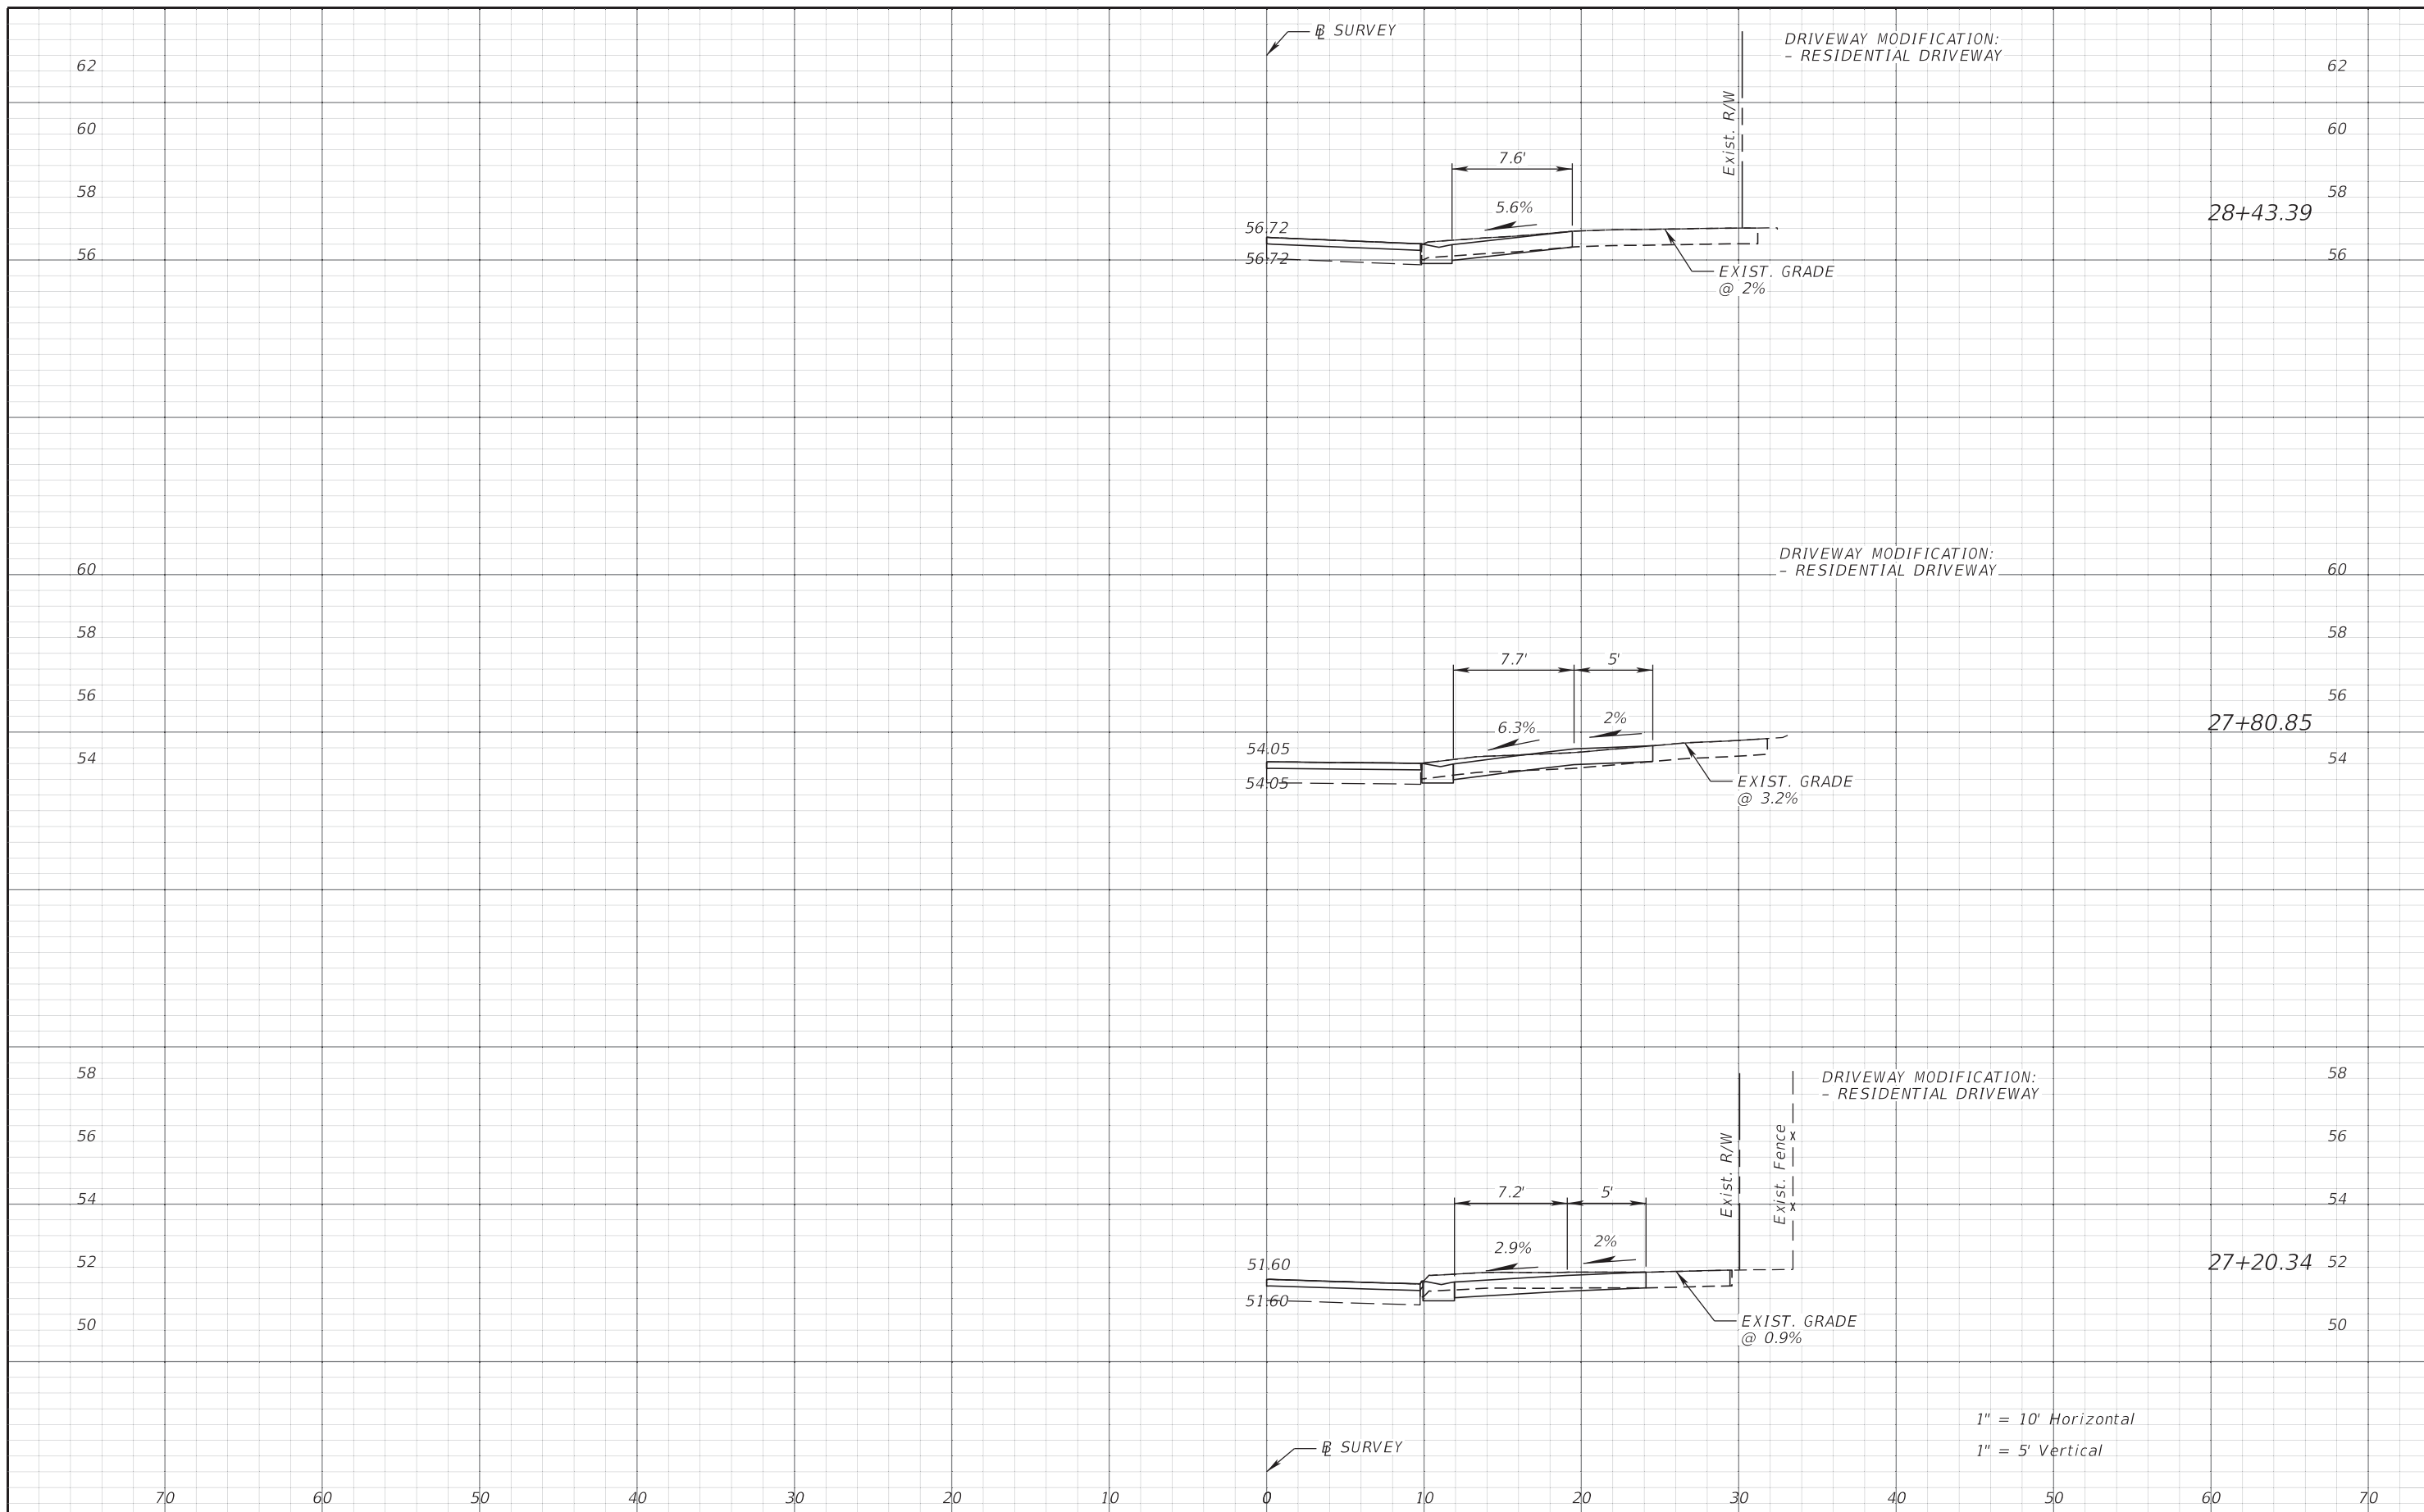 BL SURVEY
DRIVEWAY MODIFICATION:
– RESIDENTIAL DRIVEWAY
62
62
Exist. R/W
60
60
7.6'
58
58
5.6%
28+43.39
56.72
56
56
56.72
EXIST. GRADE
@ 2%
DRIVEWAY MODIFICATION:
– RESIDENTIAL DRIVEWAY
60
60
58
58
7.7'
5'
56
56
6.3%
2%
27+80.85
54.05
54
54
54.05
EXIST. GRADE
@ 3.2%
58
58
DRIVEWAY MODIFICATION:
– RESIDENTIAL DRIVEWAY
56
56
Exist. R/W
Exist. Fence
54
54
7.2'
5'
2.9%
2%
52
52
27+20.34
51.60
51.60
50
50
EXIST. GRADE
@ 0.9%
1" = 10' Horizontal
BL SURVEY
1" = 5' Vertical
70 60 50 40 30 20 10 0 10 20 30 40 50 60 70